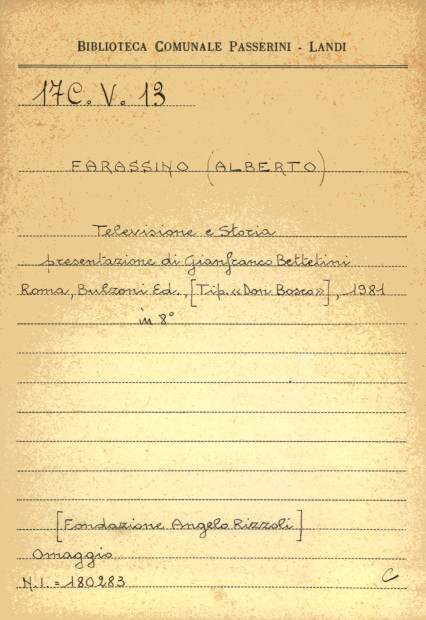 BIBLIOTECA COMUNALE PASSERINI - LANDI
17C. V. 13
FARASSINO (ALBERTO)
Televisione e Storia
presentazione di Gianfranco Bettetini
Roma, Bulzoni Ed., [Tip. «Don Bosco»], 1981
in 8°
[Fondazione Angelo Rizzoli]
Omaggio
N.I. = 180283
C